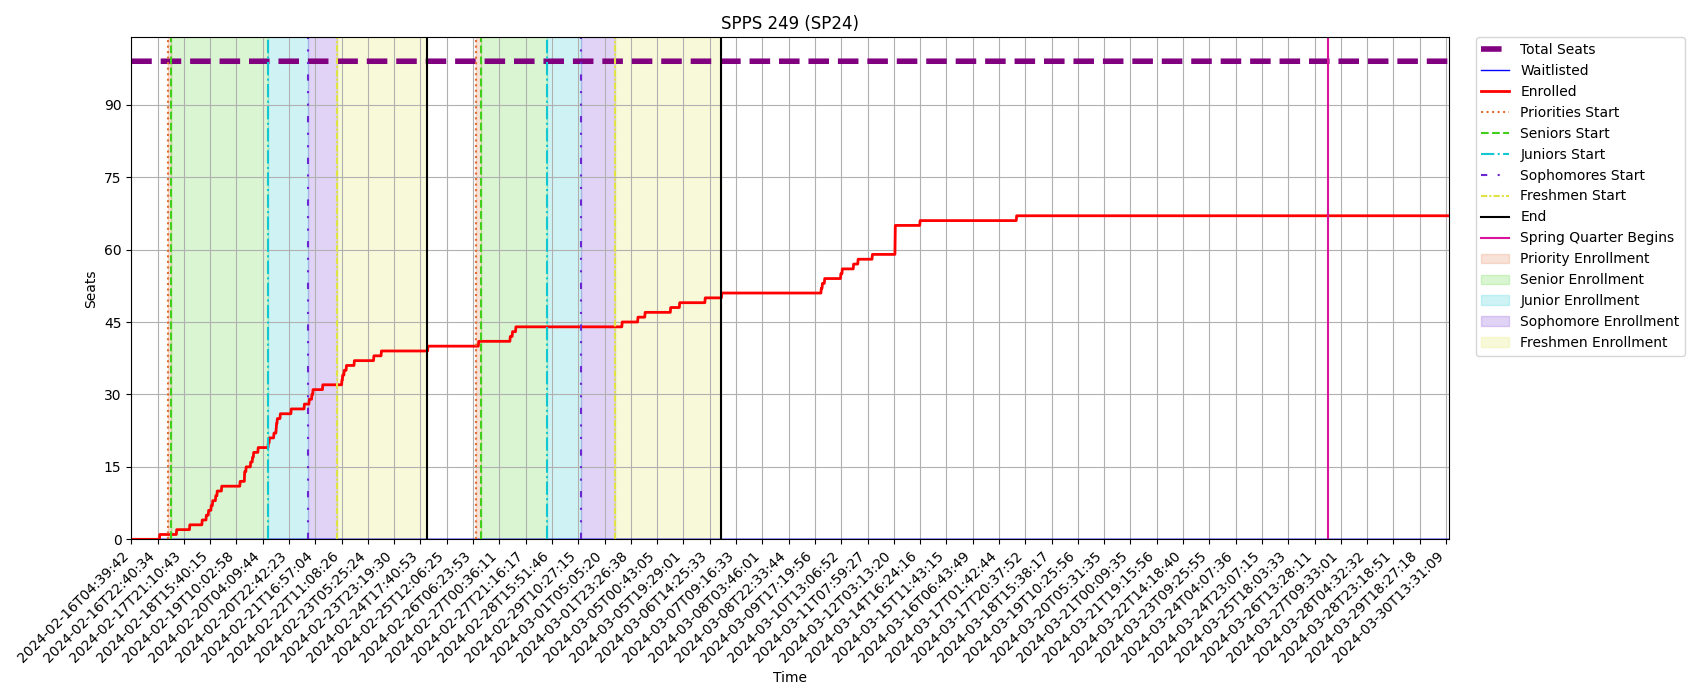 SPPS 249 (SP24)
Seats
90
75
60
45
30
15
0
2024-02-16T04:39:42
2024-02-16T22:40:34
2024-02-17T21:10:43
2024-02-18T15:40:15
2024-02-19T10:02:58
2024-02-20T04:09:44
2024-02-20T22:42:23
2024-02-21T16:57:04
2024-02-22T11:08:26
2024-02-23T05:25:24
2024-02-23T23:19:30
2024-02-24T17:40:53
2024-02-25T12:06:25
2024-02-26T06:23:53
2024-02-27T00:36:11
2024-02-27T21:16:17
2024-02-28T15:51:46
2024-02-29T10:27:15
2024-03-01T05:05:20
2024-03-01T23:26:38
2024-03-05T00:43:05
2024-03-05T19:29:01
2024-03-06T14:25:33
2024-03-07T09:16:33
2024-03-08T03:46:01
2024-03-08T22:33:44
2024-03-09T17:19:56
2024-03-10T13:06:52
2024-03-11T07:59:27
2024-03-12T03:13:20
2024-03-14T16:24:16
2024-03-15T11:43:15
2024-03-16T06:43:49
2024-03-17T01:42:44
2024-03-17T20:37:52
2024-03-18T15:38:17
2024-03-19T10:25:56
2024-03-20T05:31:35
2024-03-21T00:09:35
2024-03-21T19:15:56
2024-03-22T14:18:40
2024-03-23T09:25:55
2024-03-24T04:07:36
2024-03-24T23:07:15
2024-03-25T18:03:33
2024-03-26T13:28:11
2024-03-27T09:33:01
2024-03-28T04:32:32
2024-03-28T23:18:51
2024-03-29T18:27:18
2024-03-30T13:31:09
Time
Total Seats
Waitlisted
Enrolled
Priorities Start
Seniors Start
Juniors Start
Sophomores Start
Freshmen Start
End
Spring Quarter Begins
Priority Enrollment
Senior Enrollment
Junior Enrollment
Sophomore Enrollment
Freshmen Enrollment